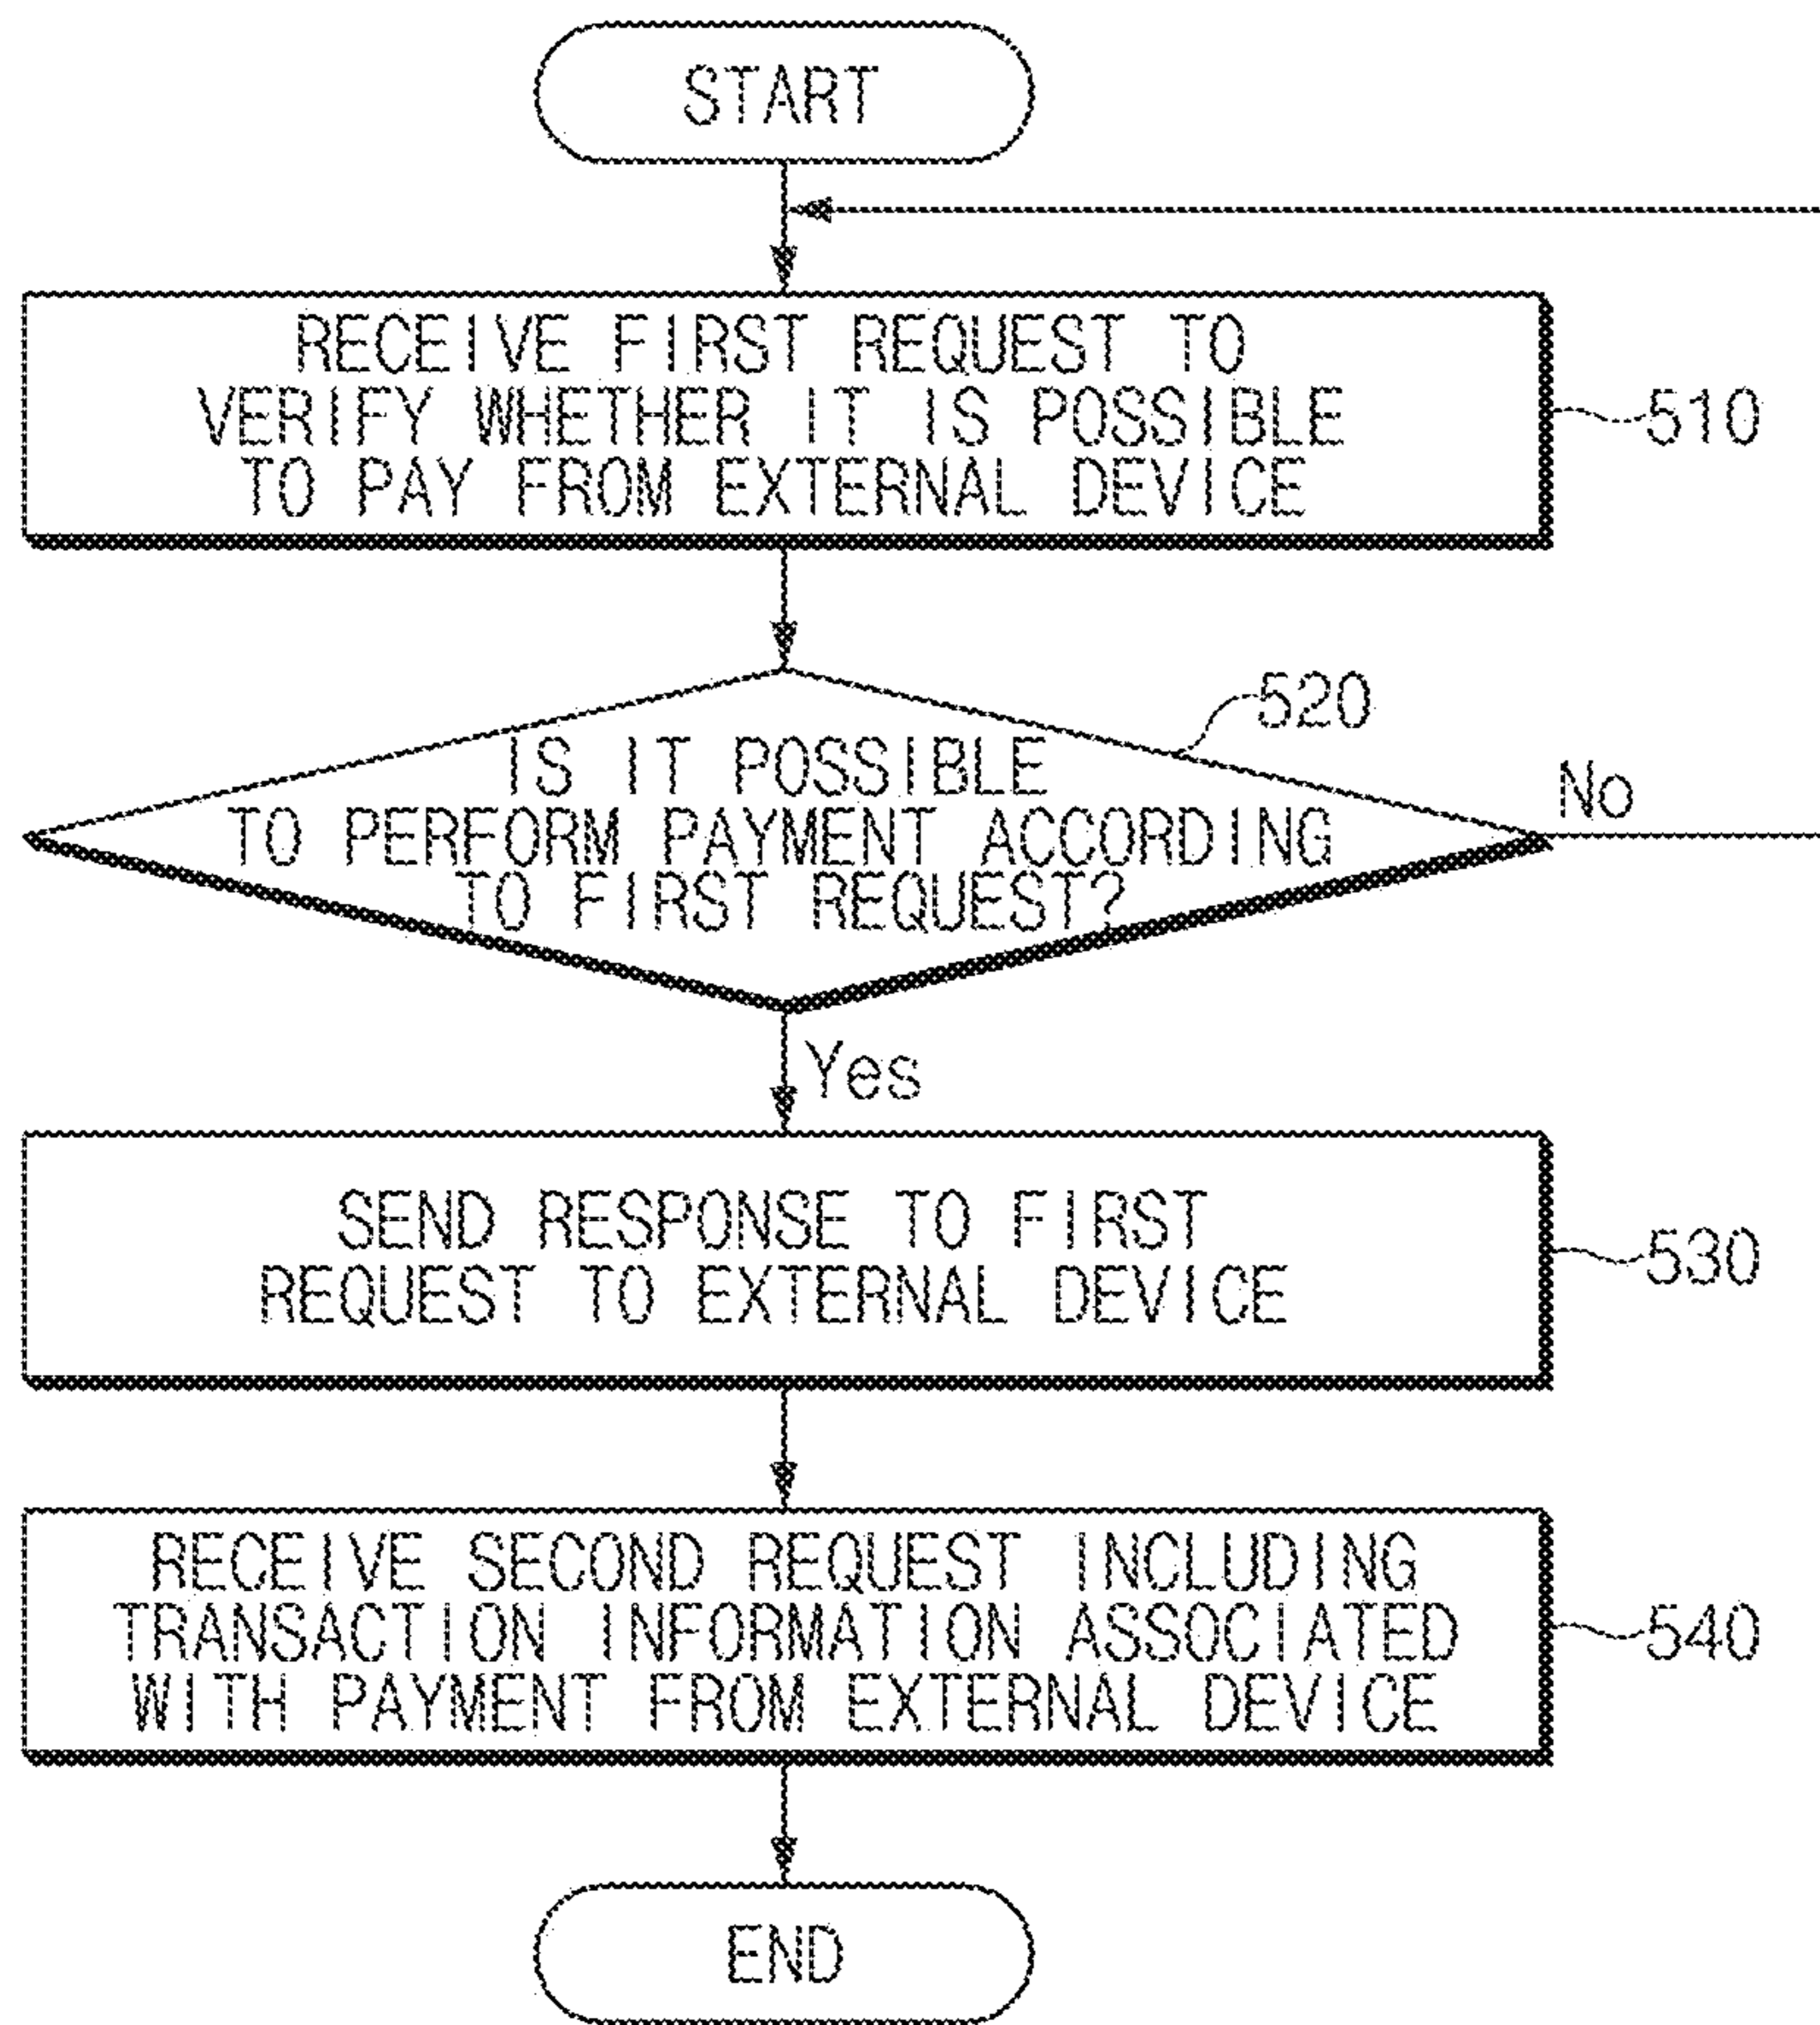 START
RECEIVE FIRST REQUEST TO
VERIFY WHETHER IT IS POSSIBLE
TO PAY FROM EXTERNAL DEVICE
510
520
IS IT POSSIBLE
TO PERFORM PAYMENT ACCORDING
TO FIRST REQUEST?
No
Yes
SEND RESPONSE TO FIRST
REQUEST TO EXTERNAL DEVICE
530
RECEIVE SECOND REQUEST INCLUDING
TRANSACTION INFORMATION ASSOCIATED
WITH PAYMENT FROM EXTERNAL DEVICE
540
END